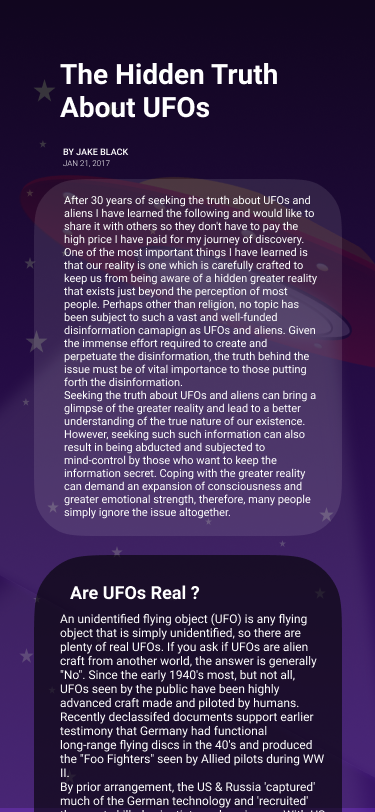 The Hidden Truth
About UFOs
BY JAKE BLACK
JAN 21, 2017
After 30 years of seeking the truth about UFOs and
aliens I have learned the following and would like to
share it with others so they don't have to pay the
high price I have paid for my journey of discovery.
One of the most important things I have learned is
that our reality is one which is carefully crafted to
keep us from being aware of a hidden greater reality
that exists just beyond the perception of most
people. Perhaps other than religion, no topic has
been subject to such a vast and well-funded
disinformation camapign as UFOs and aliens. Given
the immense effort required to create and
perpetuate the disinformation, the truth behind the
issue must be of vital importance to those putting
forth the disinformation.
Seeking the truth about UFOs and aliens can bring a
glimpse of the greater reality and lead to a better
understanding of the true nature of our existence.
However, seeking such such information can also
result in being abducted and subjected to
mind-control by those who want to keep the
information secret. Coping with the greater reality
can demand an expansion of consciousness and
greater emotional strength, therefore, many people
simply ignore the issue altogether.
Are UFOs Real ?
An unidentified flying object (UFO) is any flying
object that is simply unidentified, so there are
plenty of real UFOs. If you ask if UFOs are alien
craft from another world, the answer is generally
"No". Since the early 1940's most, but not all,
UFOs seen by the public have been highly
advanced craft made and piloted by humans.
Recently declassifed documents support earlier
testimony that Germany had functional
long-range flying discs in the 40's and produced
the "Foo Fighters" seen by Allied pilots during WW
II.
By prior arrangement, the US & Russia 'captured'
much of the German technology and 'recruited'